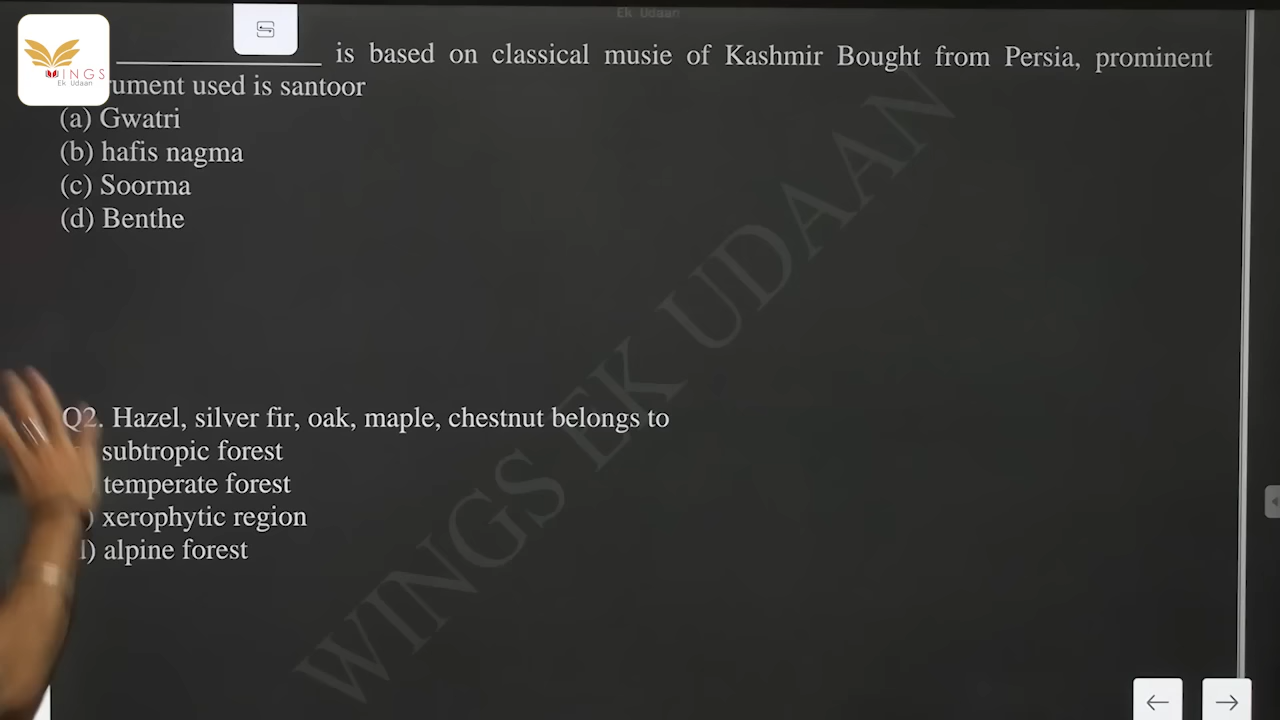 Ek Udaan
WINGS
Ek Udaan
is based on classical musie of Kashmir Bought from Persia, prominent
ument used is santoor
(a) Gwatri
(b) hafis nagma
(c) Soorma
(d) Benthe
Q2. Hazel, silver fir, oak, maple, chestnut belongs to
subtropic forest
temperate forest
) xerophytic region
d) alpine forest
WINGS EK UDAAN